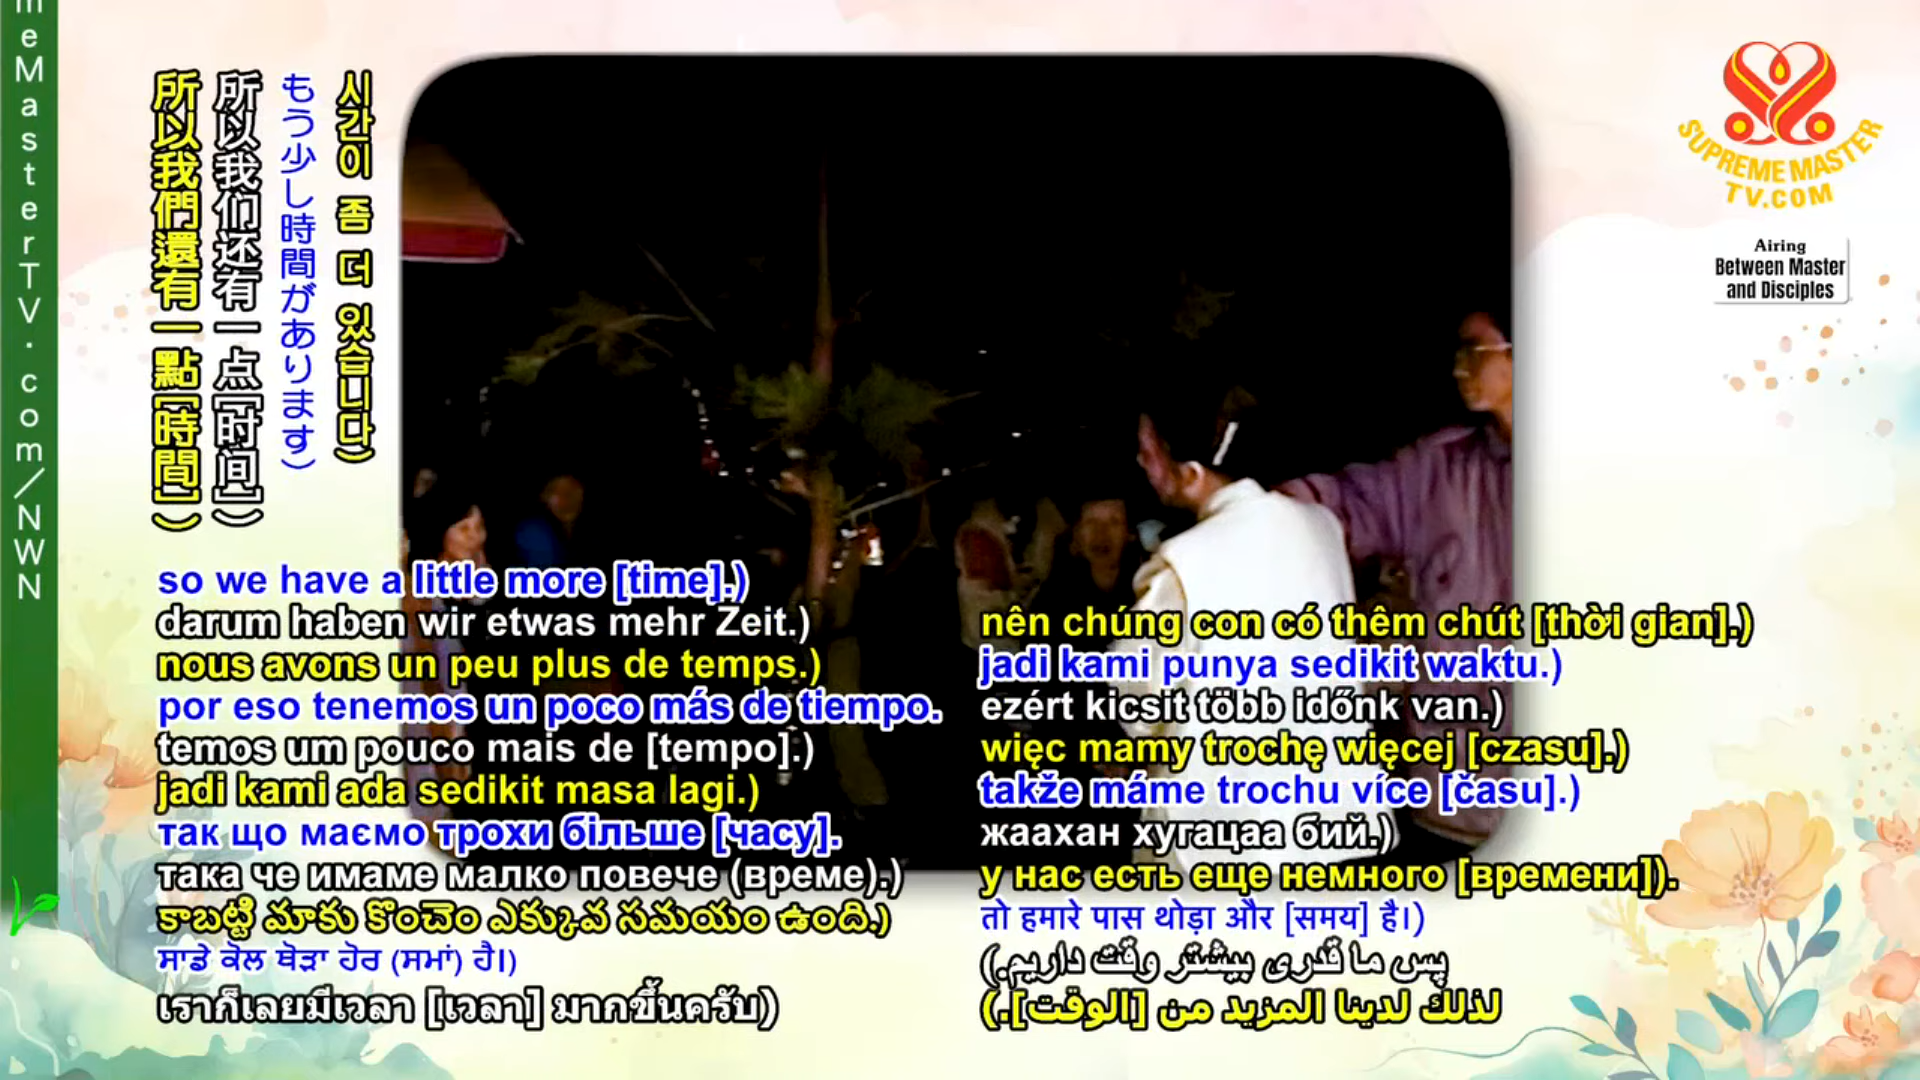 meMasterTV.com/NWN
所以我們還有一點[時間])
所以我们还有一点[时间])
もう少し時間があります)
시간이 좀 더 있습니다)
SUPREME MASTER
TV.COM
Airing
Between Master
and Disciples
so we have a little more [time].)
darum haben wir etwas mehr Zeit.)
nous avons un peu plus de temps.)
por eso tenemos un poco más de tiempo.
temos um pouco mais de [tempo].)
jadi kami ada sedikit masa lagi.)
так що маємо трохи більше [часу].
така че имаме малко повече (време).)
కాబట్టి మాకు కొంచెం ఎక్కువ సమయం ఉంది.)
ਸਾਡੇ ਕੋਲ ਥੋੜਾ ਹੋਰ (ਸਮਾਂ) ਹੈ।)
เราก็เลยมีเวลา [เวลา] มากขึ้นครับ)
nên chúng con có thêm chút [thời gian].)
jadi kami punya sedikit waktu.)
ezért kicsit több időnk van.)
więc mamy trochę więcej [czasu].)
takže máme trochu více [času].)
жаахан хугацаа бий.)
у нас есть еще немного [времени]).
तो हमारे पास थोड़ा और [समय] है।)
پس ما قدری بیشتر وقت داریم.)
لذلك لدينا المزيد من [الوقت].)